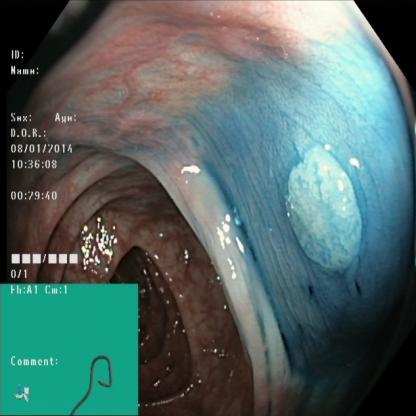 ID:
Name:
Sex: Age:
D.O.B.:
08/01/2014
10:36:08
00:29:40
■■■/■■■
0/1
Eh:A1 Cm:1
Comment: